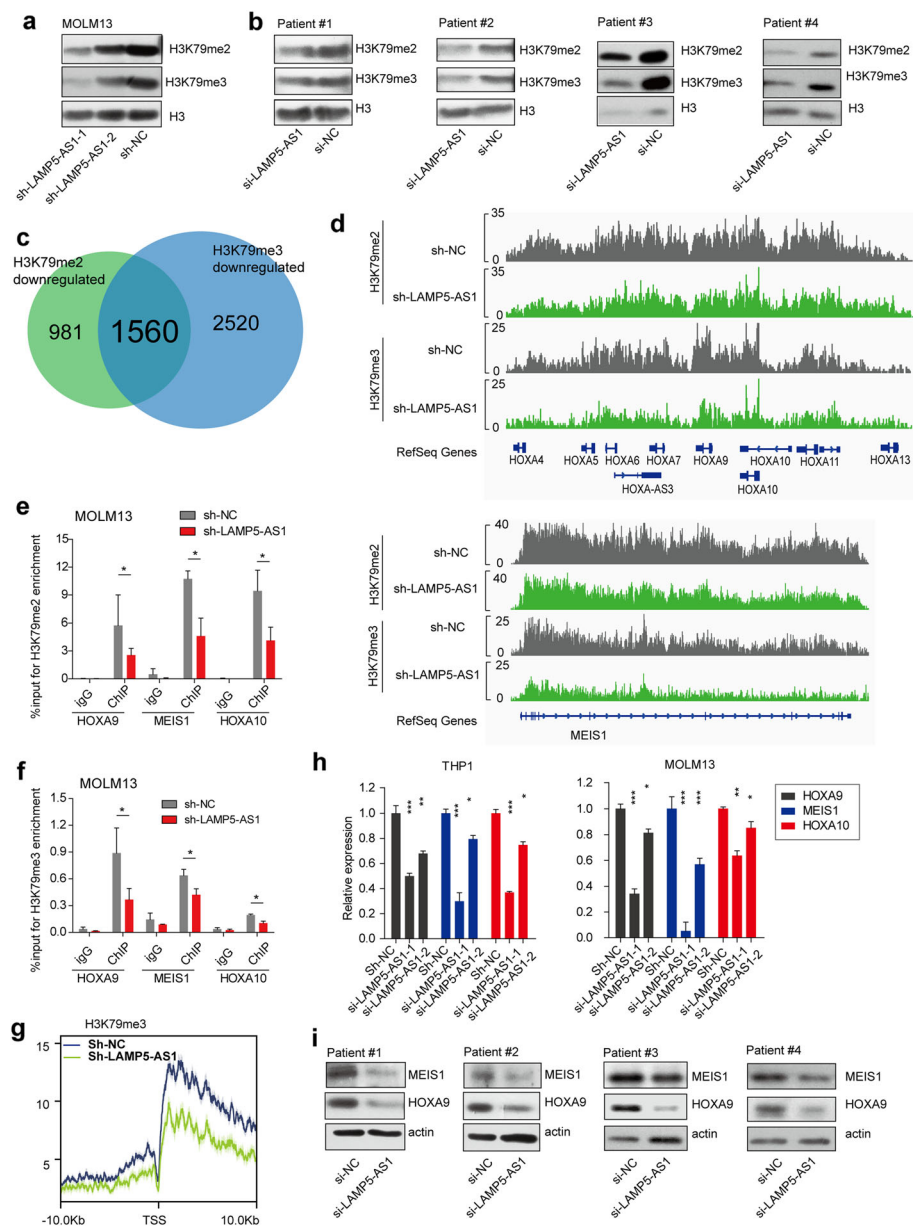 a
MOLM13
H3K79me2
H3K79me3
H3
sh-LAMP5-AS1-1
sh-LAMP5-AS1-2
sh-NC
b
Patient #1
H3K79me2
H3K79me3
H3
si-LAMP5-AS1
si-NC
Patient #2
H3K79me2
H3K79me3
H3
si-LAMP5-AS1
si-NC
Patient #3
H3K79me2
H3K79me3
H3
si-LAMP5-AS1
si-NC
Patient #4
H3K79me2
H3K79me3
H3
si-LAMP5-AS1
si-NC
c
H3K79me2
downregulated
H3K79me3
downregulated
981
1560
2520
d
H3K79me2
sh-NC
35
0
sh-LAMP5-AS1
35
0
H3K79me3
sh-NC
25
0
sh-LAMP5-AS1
25
0
RefSeq Genes
HOXA4
HOXA5
HOXA6
HOXA7
HOXA9
HOXA10
HOXA11
HOXA13
HOXA-AS3
HOXA10
H3K79me2
sh-NC
40
0
sh-LAMP5-AS1
40
0
H3K79me3
sh-NC
25
0
sh-LAMP5-AS1
25
0
RefSeq Genes
MEIS1
e
MOLM13
sh-NC
sh-LAMP5-AS1
%input for H3K79me2 enrichment
15
12
9
6
3
0
*
*
*
IgG
ChIP
IgG
ChIP
IgG
ChIP
HOXA9
MEIS1
HOXA10
f
MOLM13
sh-NC
sh-LAMP5-AS1
%input for H3K79me3 enrichment
1.5
1.2
0.9
0.6
0.3
0.0
*
*
*
IgG
ChIP
IgG
ChIP
IgG
ChIP
HOXA9
MEIS1
HOXA10
g
H3K79me3
Sh-NC
Sh-LAMP5-AS1
15
10
5
-10.0Kb
TSS
10.0Kb
h
THP1
Relative expression
1.2
1.0
0.8
0.6
0.4
0.2
0.0
***
**
***
*
***
*
Sh-NC
si-LAMP5-AS1-1
si-LAMP5-AS1-2
Sh-NC
si-LAMP5-AS1-1
si-LAMP5-AS1-2
Sh-NC
si-LAMP5-AS1-1
si-LAMP5-AS1-2
MOLM13
1.2
1.0
0.8
0.6
0.4
0.2
0.0
***
*
***
***
**
*
Sh-NC
si-LAMP5-AS1-1
si-LAMP5-AS1-2
Sh-NC
si-LAMP5-AS1-1
si-LAMP5-AS1-2
Sh-NC
si-LAMP5-AS1-1
si-LAMP5-AS1-2
HOXA9
MEIS1
HOXA10
i
Patient #1
MEIS1
HOXA9
actin
si-NC
si-LAMP5-AS1
Patient #2
MEIS1
HOXA9
actin
si-NC
si-LAMP5-AS1
Patient #3
MEIS1
HOXA9
actin
si-NC
si-LAMP5-AS1
Patient #4
MEIS1
HOXA9
actin
si-NC
si-LAMP5-AS1